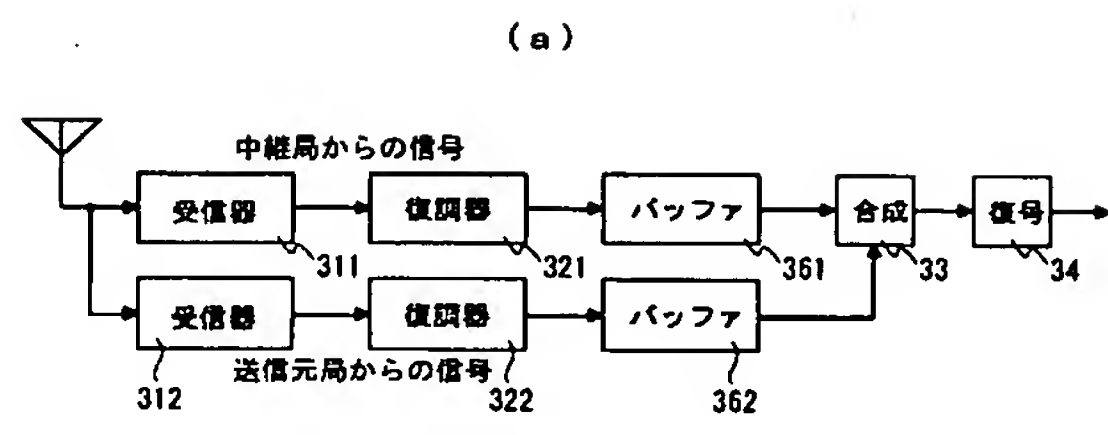 (a)
中継局からの信号
受信器
復調器
バッファ
合成
復号
311
321
361
33
34
受信器
復調器
バッファ
送信元局からの信号
312
322
362